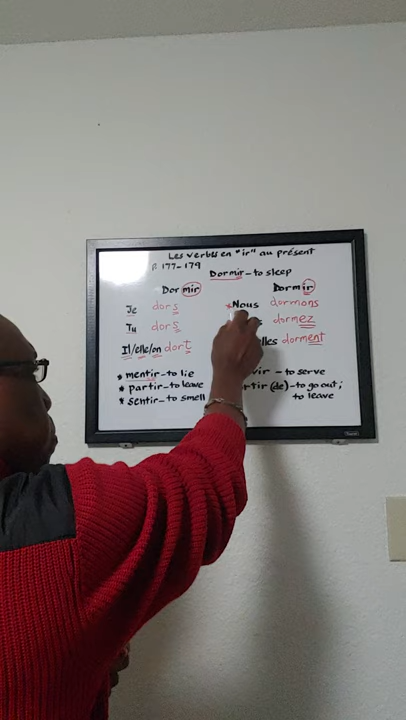 Les verbes en "ir" au présent
P. 177-179
Dormir - to sleep
Dormir Dormir
Je dors *Nous dormons
Tu dors dormez
Il/elle/on dort elles dorment
* mentir - to lie vir - to serve
* partir - to leave tir (de) - to go out;
* sentir - to smell to leave